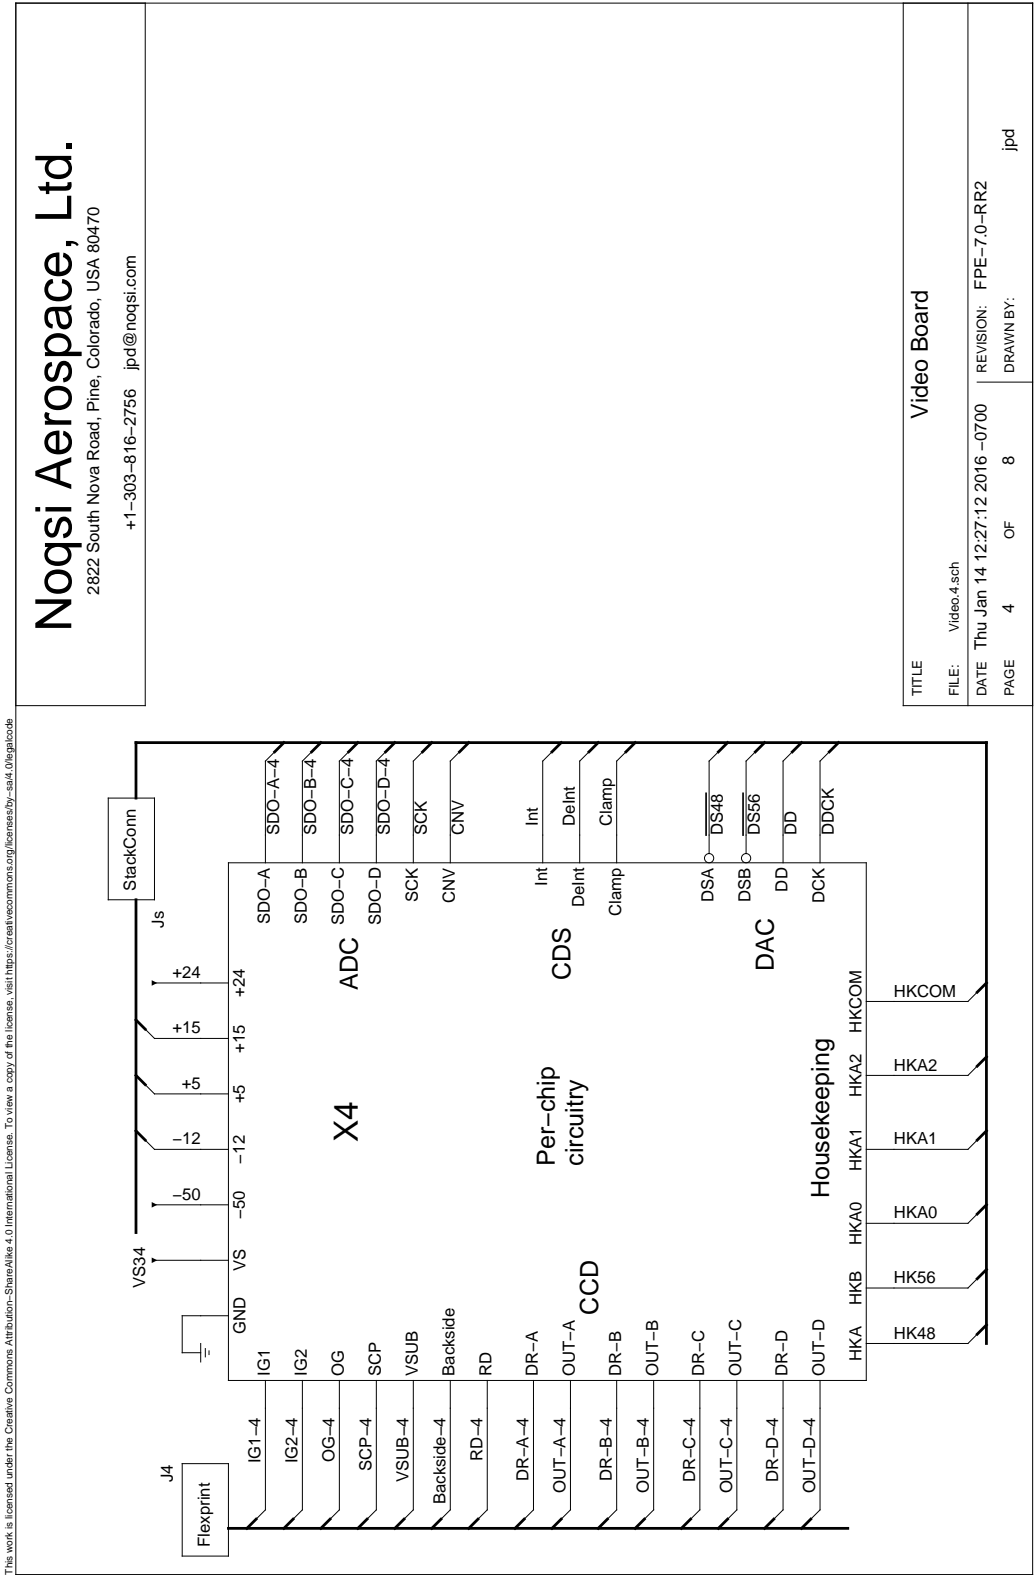 This work is licensed under the Creative Commons Attribution−ShareAlike 4.0 International License. To view a copy of the license, visit https://creativecommons.org/licenses/by−sa/4.0/legalcode
Noqsi Aerospace, Ltd.
2822 South Nova Road, Pine, Colorado, USA 80470
+1−303−816−2756 jpd@noqsi.com
J4
Flexprint
StackConn
Js
VS34
−50
−12
+5
+15
+24
GND
VS
−50
−12
+5
+15
+24
IG1−4
IG2−4
OG−4
SCP−4
VSUB−4
Backside−4
RD−4
DR−A−4
OUT−A−4
DR−B−4
OUT−B−4
DR−C−4
OUT−C−4
DR−D−4
OUT−D−4
IG1
IG2
OG
SCP
VSUB
Backside
RD
DR−A
OUT−A
DR−B
OUT−B
DR−C
OUT−C
DR−D
OUT−D
X4
Per−chip
circuitry
CCD
ADC
CDS
DAC
Housekeeping
SDO−A
SDO−B
SDO−C
SDO−D
SCK
CNV
Int
DeInt
Clamp
DSA
DSB
DD
DCK
SDO−A−4
SDO−B−4
SDO−C−4
SDO−D−4
SCK
CNV
Int
DeInt
Clamp
DS48
DS56
DD
DDCK
HKA
HKB
HKA0
HKA1
HKA2
HKCOM
HK48
HK56
HKA0
HKA1
HKA2
HKCOM
TITLE
Video Board
FILE: Video.4.sch
DATE Thu Jan 14 12:27:12 2016 −0700
REVISION: FPE−7.0−RR2
PAGE 4 OF 8
DRAWN BY: jpd